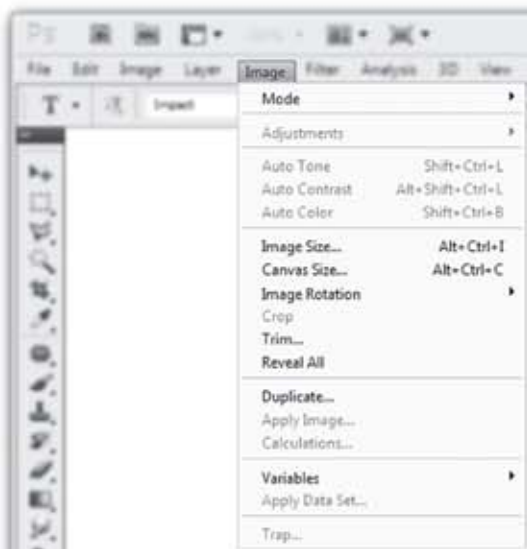 Ps
File Edit Image Layer Image Filter Analysis 3D View
T Impact
Mode
Adjustments
Auto Tone Shift+Ctrl+L
Auto Contrast Alt+Shift+Ctrl+L
Auto Color Shift+Ctrl+B
Image Size... Alt+Ctrl+I
Canvas Size... Alt+Ctrl+C
Image Rotation
Crop
Trim...
Reveal All
Duplicate...
Apply Image...
Calculations...
Variables
Apply Data Set...
Trap...